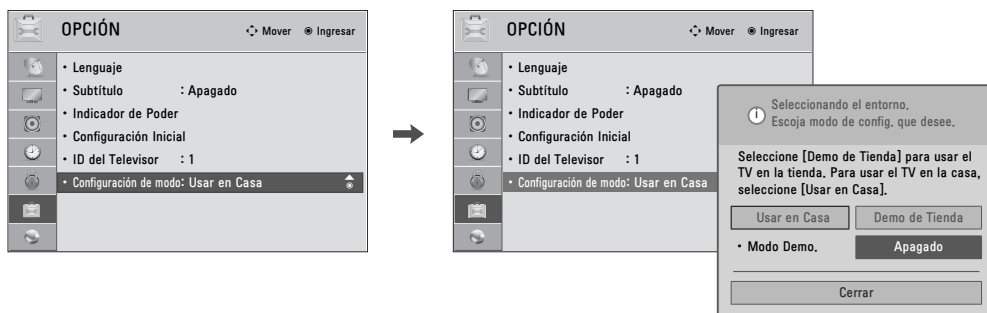 OPCIÓN Mover Ingresar
• Lenguaje
• Subtítulo : Apagado
• Indicador de Poder
• Configuración Inicial
• ID del Televisor : 1
• Configuración de modo: Usar en Casa
OPCIÓN Mover Ingresar
• Lenguaje
• Subtítulo : Apagado
• Indicador de Poder
• Configuración Inicial
• ID del Televisor : 1
• Configuración de modo: Usar en Casa
Seleccionando el entorno.
Escoja modo de config. que desee.
Seleccione [Demo de Tienda] para usar el
TV en la tienda. Para usar el TV en la casa,
seleccione [Usar en Casa].
Usar en Casa Demo de Tienda
• Modo Demo. Apagado
Cerrar